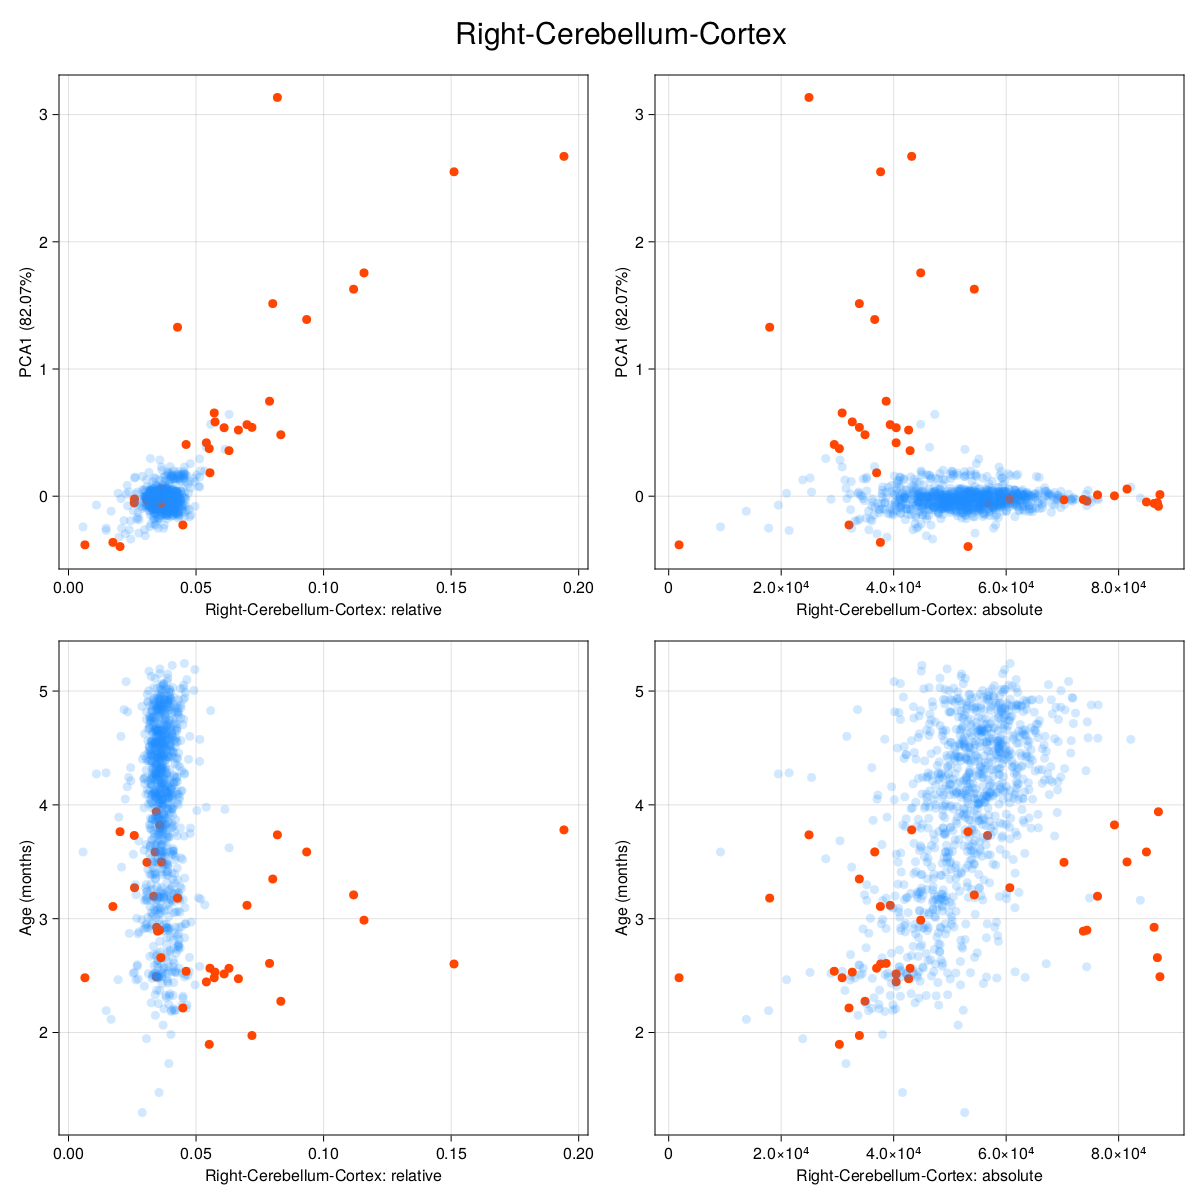 Right-Cerebellum-Cortex
PCA1 (82.07%)
3
2
1
0
0.00 0.05 0.10 0.15 0.20
Right-Cerebellum-Cortex: relative
PCA1 (82.07%)
3
2
1
0
0 2.0×10⁴ 4.0×10⁴ 6.0×10⁴ 8.0×10⁴
Right-Cerebellum-Cortex: absolute
Age (months)
5
4
3
2
0.00 0.05 0.10 0.15 0.20
Right-Cerebellum-Cortex: relative
Age (months)
5
4
3
2
0 2.0×10⁴ 4.0×10⁴ 6.0×10⁴ 8.0×10⁴
Right-Cerebellum-Cortex: absolute